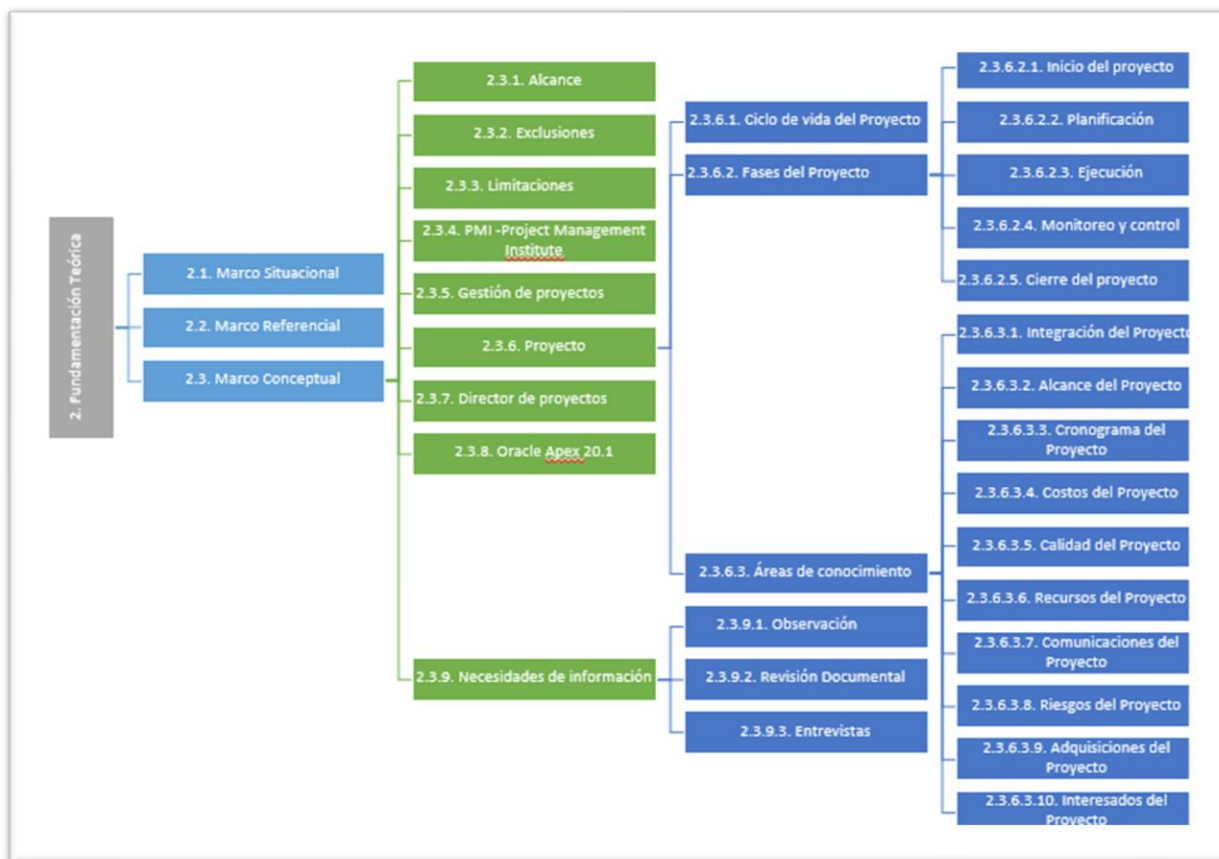 2. Fundamentación Teórica
2.1. Marco Situacional
2.2. Marco Referencial
2.3. Marco Conceptual
2.3.1. Alcance
2.3.2. Exclusiones
2.3.3. Limitaciones
2.3.4. PMI -Project Management
Institute
2.3.5. Gestión de proyectos
2.3.6. Proyecto
2.3.7. Director de proyectos
2.3.8. Oracle Apex 20.1
2.3.9. Necesidades de información
2.3.6.1. Ciclo de vida del Proyecto
2.3.6.2. Fases del Proyecto
2.3.6.3. Áreas de conocimiento
2.3.9.1. Observación
2.3.9.2. Revisión Documental
2.3.9.3. Entrevistas
2.3.6.2.1. Inicio del proyecto
2.3.6.2.2. Planificación
2.3.6.2.3. Ejecución
2.3.6.2.4. Monitoreo y control
2.3.6.2.5. Cierre del proyecto
2.3.6.3.1. Integración del Proyecto
2.3.6.3.2. Alcance del Proyecto
2.3.6.3.3. Cronograma del
Proyecto
2.3.6.3.4. Costos del Proyecto
2.3.6.3.5. Calidad del Proyecto
2.3.6.3.6. Recursos del Proyecto
2.3.6.3.7. Comunicaciones del
Proyecto
2.3.6.3.8. Riesgos del Proyecto
2.3.6.3.9. Adquisiciones del
Proyecto
2.3.6.3.10. Interesados del
Proyecto